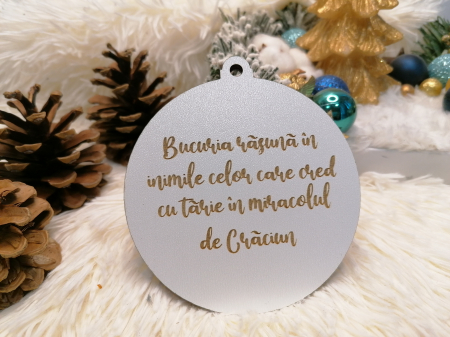 Bucuria răsună în
inimile celor care cred
cu tărie în miracolul
de Crăciun